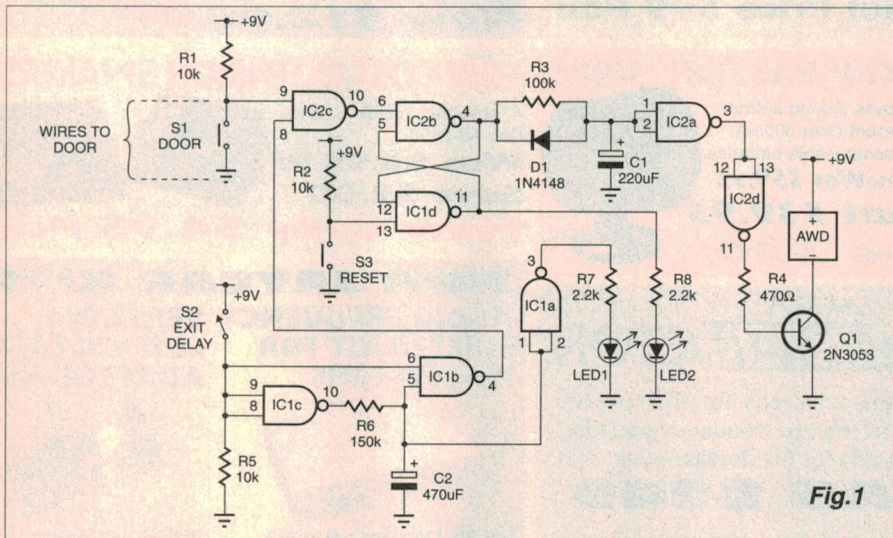 +9V
R1
10k
WIRES TO
DOOR
S1
DOOR
9
8
10
IC2c
+9V
R2
10k
6
5
4
IC2b
12
13
11
IC1d
S3
RESET
R3
100k
D1
1N4148
+
C1
220uF
1
2
3
IC2a
12
13
+9V
IC2d
11
+
AWD
–
R4
470Ω
Q1
2N3053
3
IC1a
1
2
R7
2.2k
R8
2.2k
LED1
LED2
+9V
S2
EXIT
DELAY
9
8
10
IC1c
R5
10k
R6
150k
6
5
4
IC1b
+
C2
470uF
Fig.1